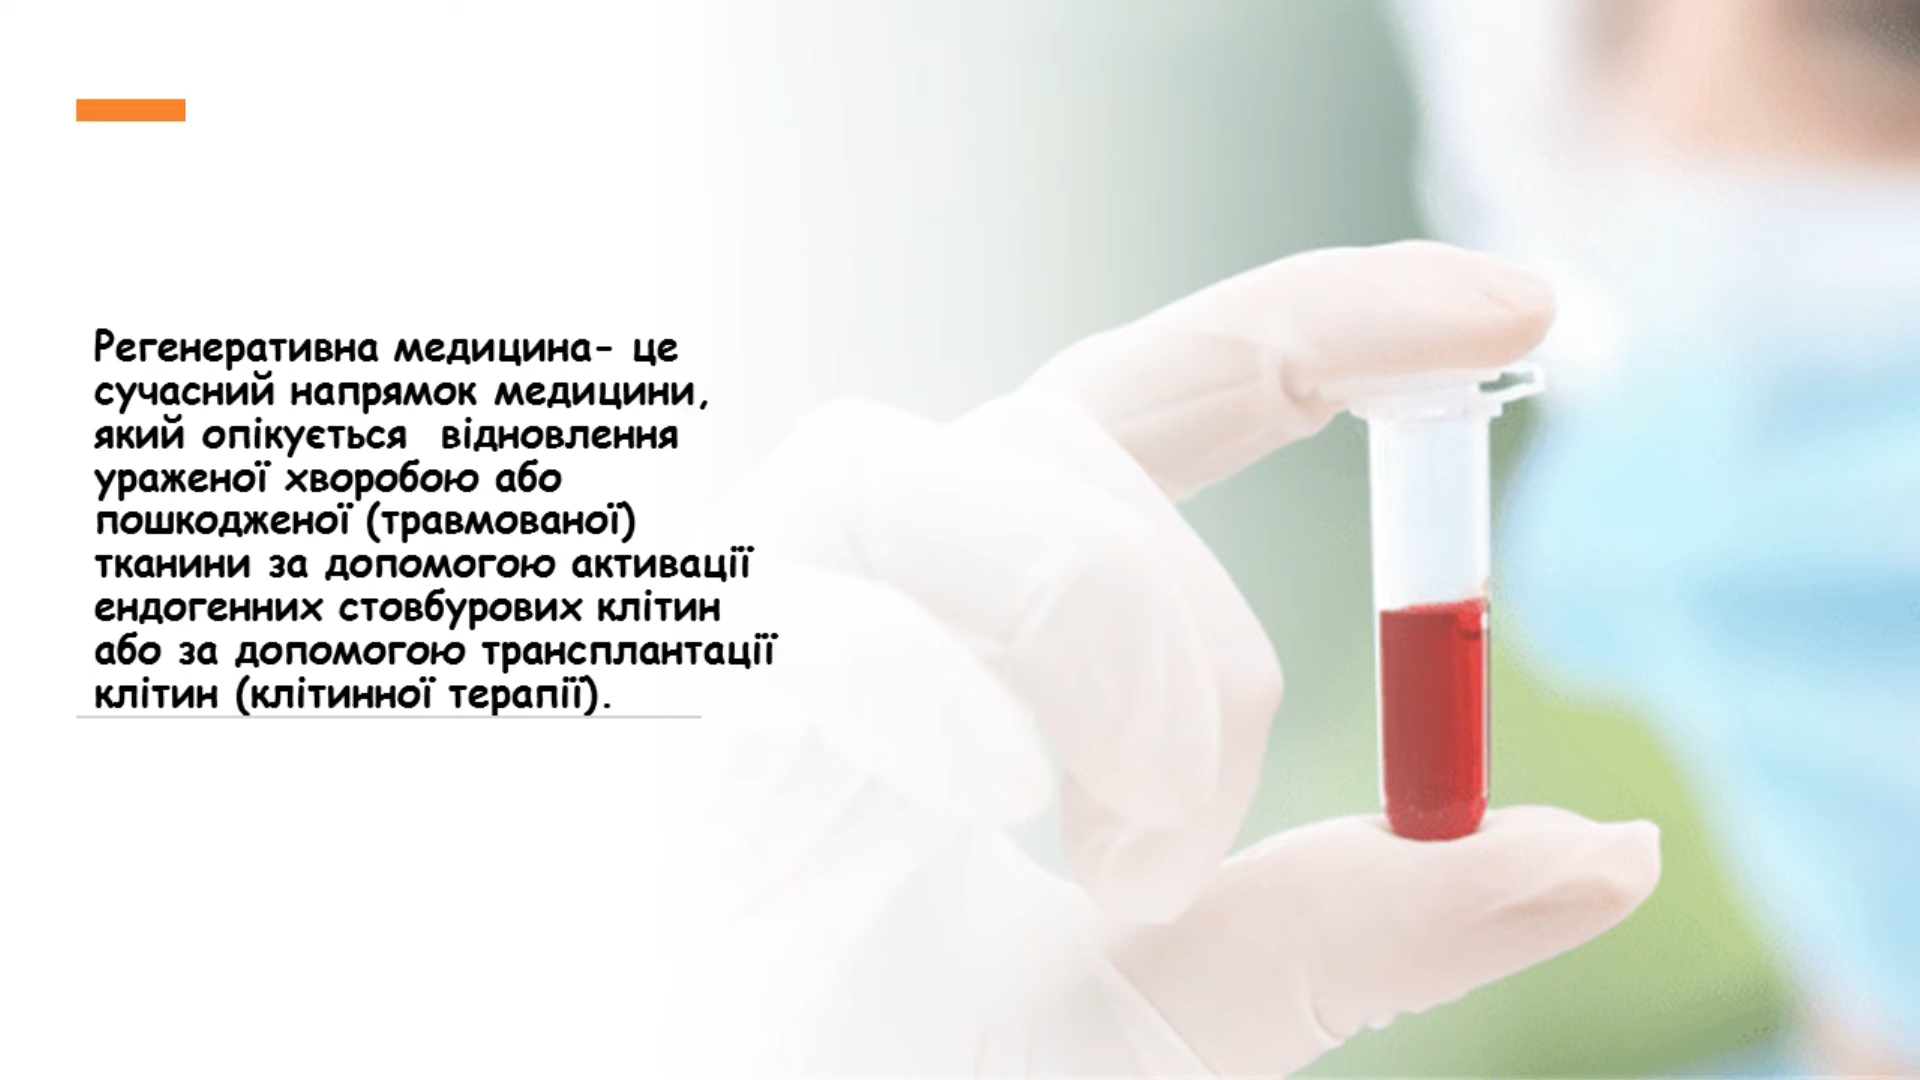 Регенеративна медицина- це
сучасний напрямок медицини,
який опікується  відновлення
ураженої хворобою або
пошкодженої (травмованої)
тканини за допомогою активації
ендогенних стовбурових клітин
або за допомогою трансплантації
клітин (клітинної терапії).